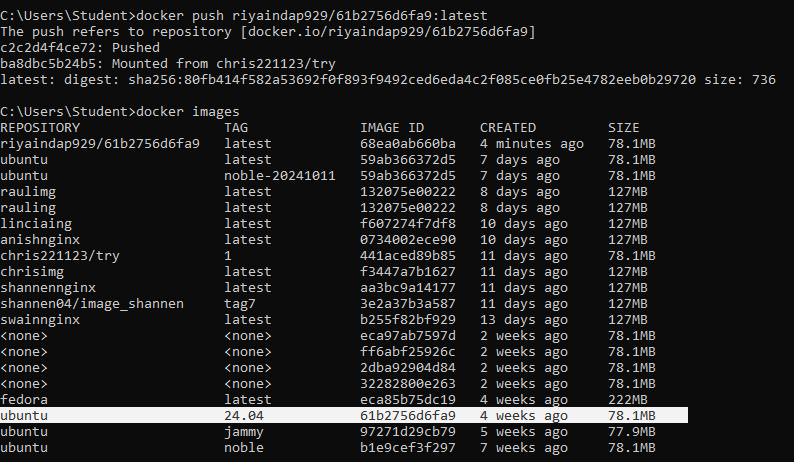 C:\Users\Student>docker push riyaindap929/61b2756d6fa9:latest
The push refers to repository [docker.io/riyaindap929/61b2756d6fa9]
c2c2d4f4ce72: Pushed
ba8dbc5b24b5: Mounted from chris221123/try
latest: digest: sha256:80fb414f582a53692f0f893f9492ced6eda4c2f085ce0fb25e4782eeb0b29720 size: 736
C:\Users\Student>docker images
REPOSITORY TAG IMAGE ID CREATED SIZE
riyaindap929/61b2756d6fa9 latest 68ea0ab660ba 4 minutes ago 78.1MB
ubuntu latest 59ab366372d5 7 days ago 78.1MB
ubuntu noble-20241011 59ab366372d5 7 days ago 78.1MB
raulimg latest 132075e00222 8 days ago 127MB
rauling latest 132075e00222 8 days ago 127MB
linciaing latest f607274f7df8 10 days ago 127MB
anishnginx latest 0734002ece90 10 days ago 127MB
chris221123/try 1 441aced89b85 11 days ago 78.1MB
chrisimg latest f3447a7b1627 11 days ago 127MB
shannennginx latest aa3bc9a14177 11 days ago 127MB
shannen04/image_shannen tag7 3e2a37b3a587 11 days ago 127MB
swainnginx latest b255f82bf929 13 days ago 127MB
<none> <none> eca97ab7597d 2 weeks ago 78.1MB
<none> <none> ff6abf25926c 2 weeks ago 78.1MB
<none> <none> 2dba92904d84 2 weeks ago 78.1MB
<none> <none> 32282800e263 2 weeks ago 78.1MB
fedora latest eca85b75dc19 4 weeks ago 222MB
ubuntu 24.04 61b2756d6fa9 4 weeks ago 78.1MB
ubuntu jammy 97271d29cb79 5 weeks ago 77.9MB
ubuntu noble b1e9cef3f297 7 weeks ago 78.1MB